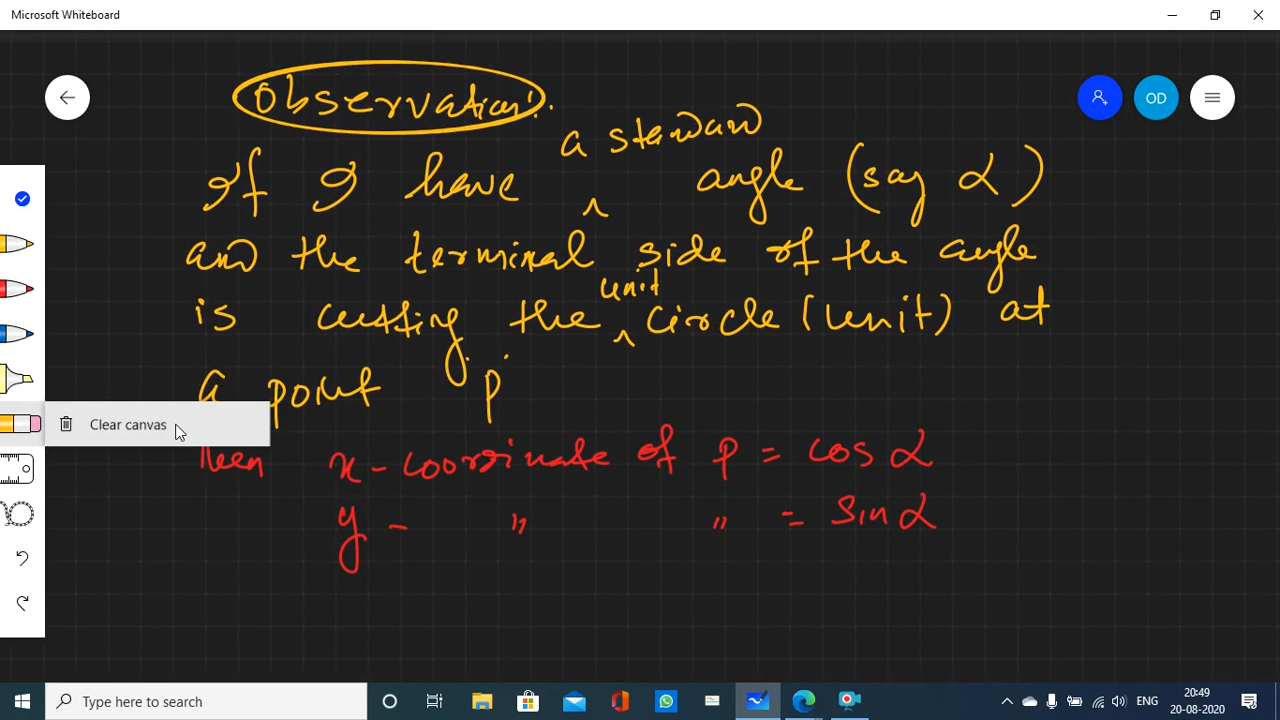 Microsoft Whiteboard
Observation:
OD
a standard
If I have ^ angle (say α)
and the terminal side of the angle
unit
is cutting the ^ circle (unit) at
a point p
Clear canvas
Then x-coordinate of p = cos α
y - " " = sin α
Type here to search
ENG
20:49
20-08-2020